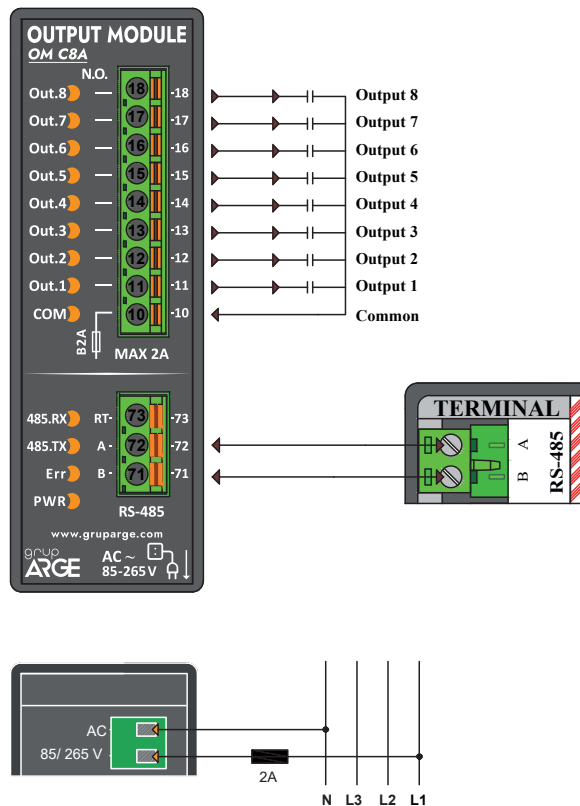 OUTPUT MODULE
OM C8A
N.O.
Out.8 18 -18 Output 8
Out.7 17 -17 Output 7
Out.6 16 -16 Output 6
Out.5 15 -15 Output 5
Out.4 14 -14 Output 4
Out.3 13 -13 Output 3
Out.2 12 -12 Output 2
Out.1 11 -11 Output 1
COM 10 -10 Common
B2A
MAX 2A
TERMINAL
485.RX RT- 73 -73
485.TX A - 72 -72 A
Err B - 71 -71 B
RS-485
PWR
RS-485
www.gruparge.com
grup
ARGE
AC ~
85-265 V
AC
85/ 265 V
2A
N L3 L2 L1